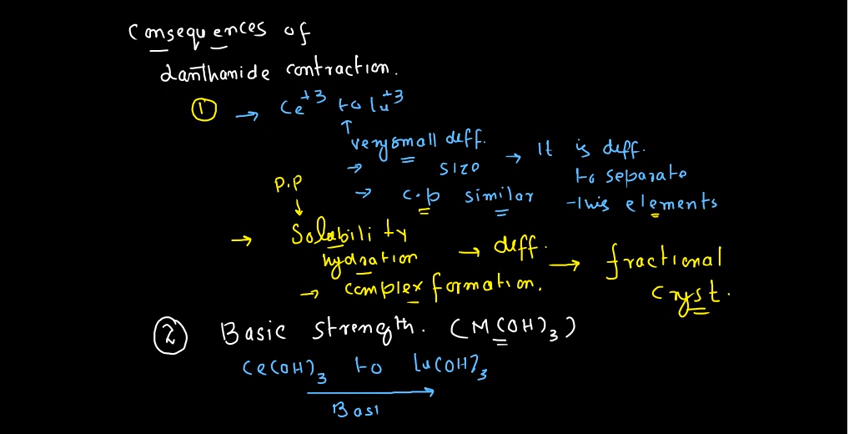 Consequences of
Lanthanide contraction.
① → Ce+3 to Lu+3
↑
very small diff.
→ size → It is diff.
to separate
→ c.p similar this elements
P.P
↓
→ Solubility
hydration → diff. → fractional
→ complex formation. cryst.
② Basic Strength. (M(OH)3)
Ce(OH)3 to Lu(OH)3
Basi